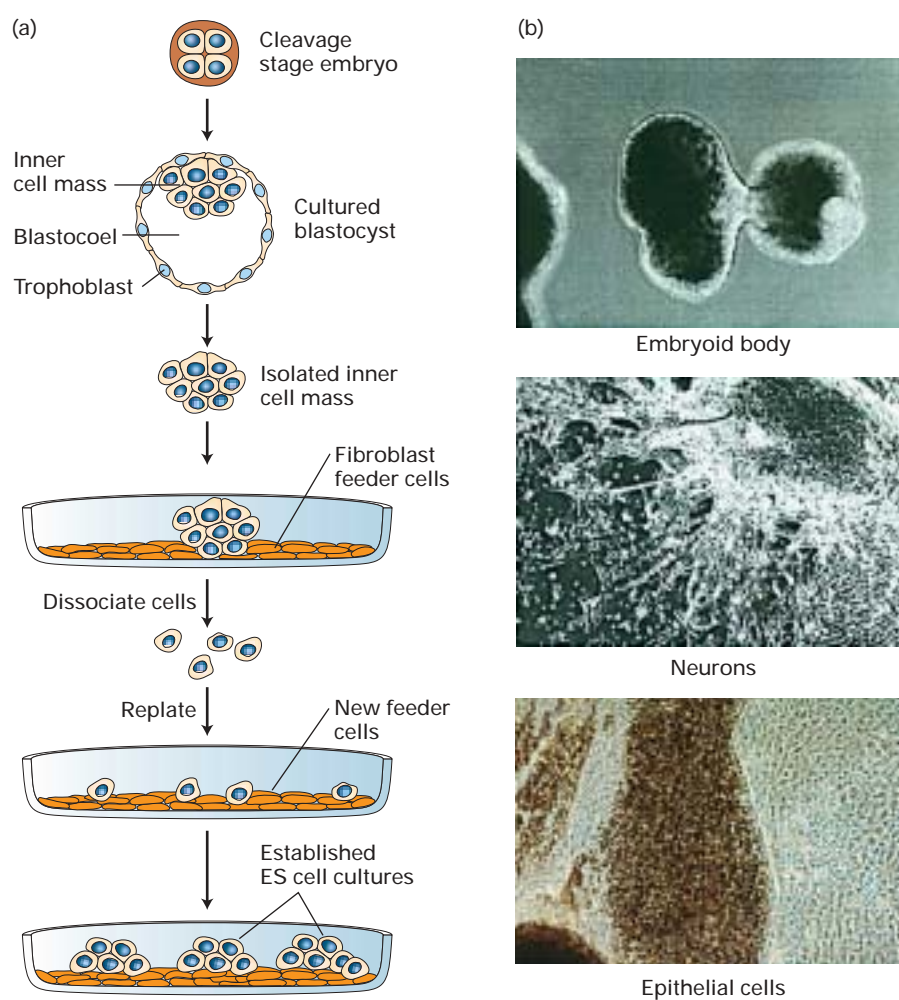 (a)
Cleavage
stage embryo
Inner
cell mass
Blastocoel
Trophoblast
Cultured
blastocyst
Isolated inner
cell mass
Fibroblast
feeder cells
Dissociate cells
Replate
New feeder
cells
Established
ES cell cultures
(b)
Embryoid body
Neurons
Epithelial cells